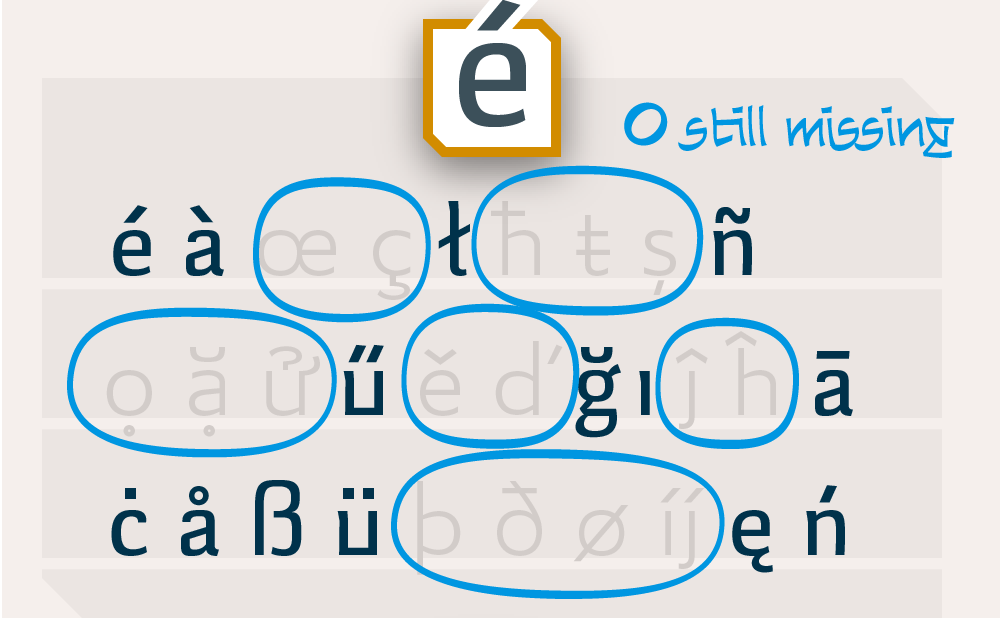 é
O still missing
é à œ ç ł ħ ŧ ș ñ
ọ ặ ử ű ě ď ğ ı ĵ ĥ ā
ċ å ß ü þ ð ø íj́ ę ń